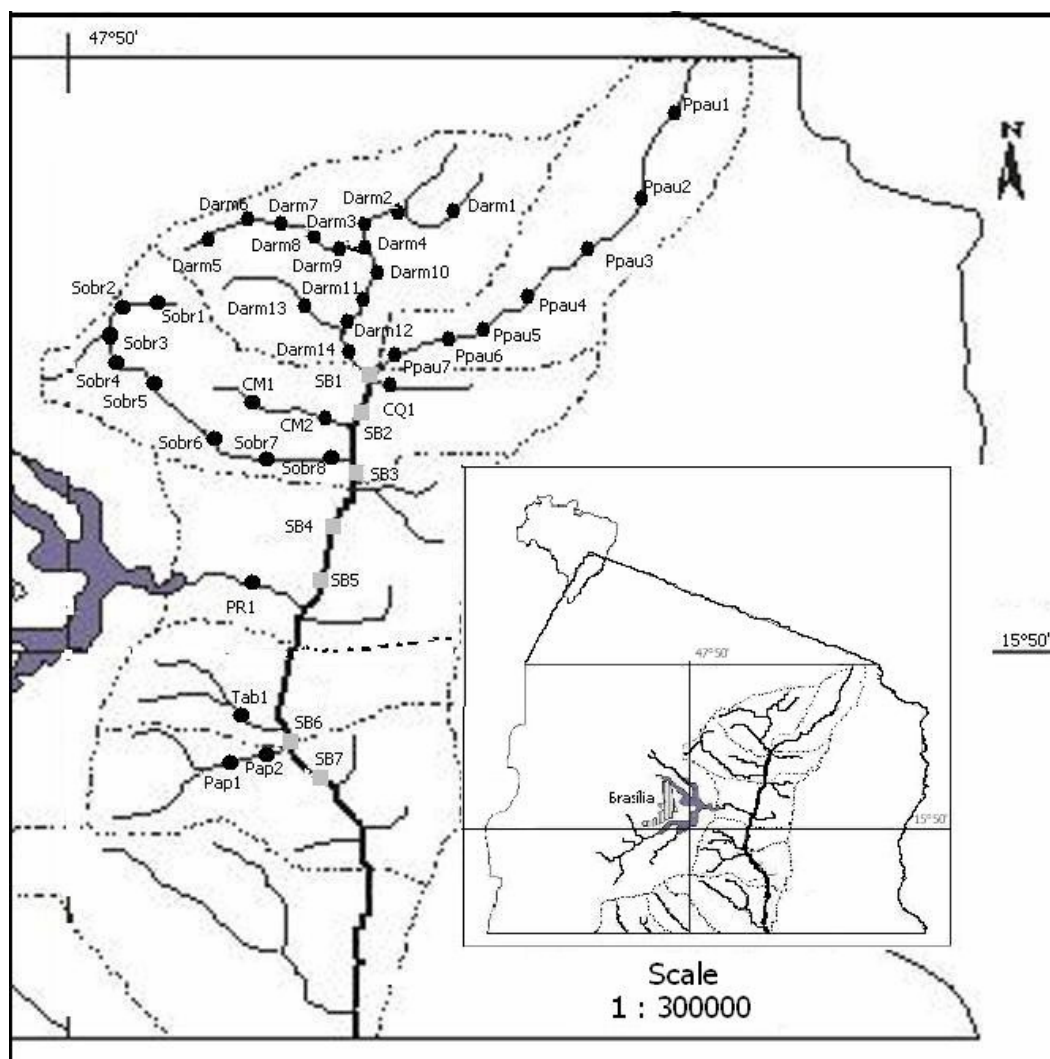 47°50'
Ppau1
N
Ppau2
Darm6
Darm7
Darm2
Darm1
Darm3
Darm5
Darm8
Darm4
Darm9
Darm10
Ppau3
Sobr2
Sobr1
Darm13
Darm11
Ppau4
Darm12
Ppau5
Sobr3
Darm14
Ppau6
Ppau7
Sobr4
Sobr5
CM1
SB1
CQ1
CM2
SB2
Sobr6
Sobr7
Sobr8
SB3
SB4
SB5
PR1
15°50'
47°50'
Tab1
SB6
Pap1
Pap2
SB7
Brasília
15°50'
Scale
1 : 300000